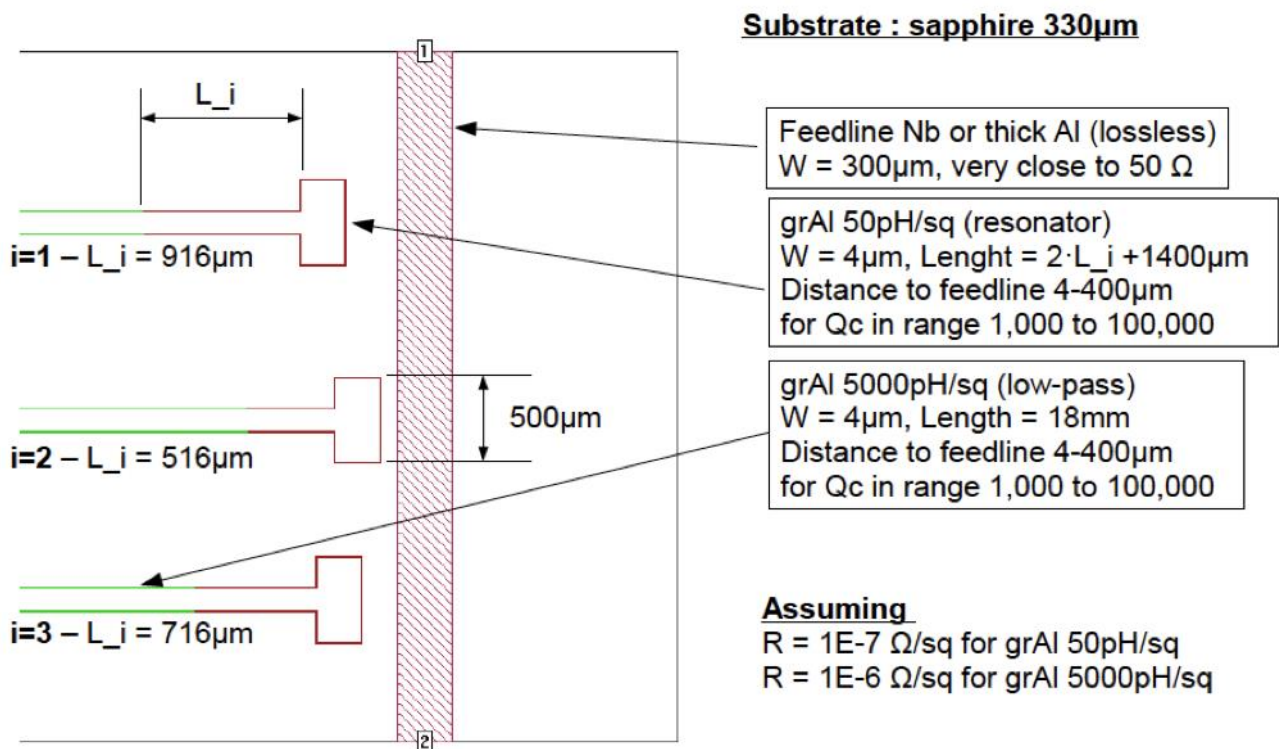 Substrate : sapphire 330µm
1
L_i
Feedline Nb or thick Al (lossless)
W = 300µm, very close to 50 Ω
i=1 – L_i = 916µm
grAl 50pH/sq (resonator)
W = 4µm, Lenght = 2·L_i +1400µm
Distance to feedline 4-400µm
for Qc in range 1,000 to 100,000
grAl 5000pH/sq (low-pass)
W = 4µm, Length = 18mm
Distance to feedline 4-400µm
for Qc in range 1,000 to 100,000
500µm
i=2 – L_i = 516µm
i=3 – L_i = 716µm
Assuming
R = 1E-7 Ω/sq for grAl 50pH/sq
R = 1E-6 Ω/sq for grAl 5000pH/sq
2